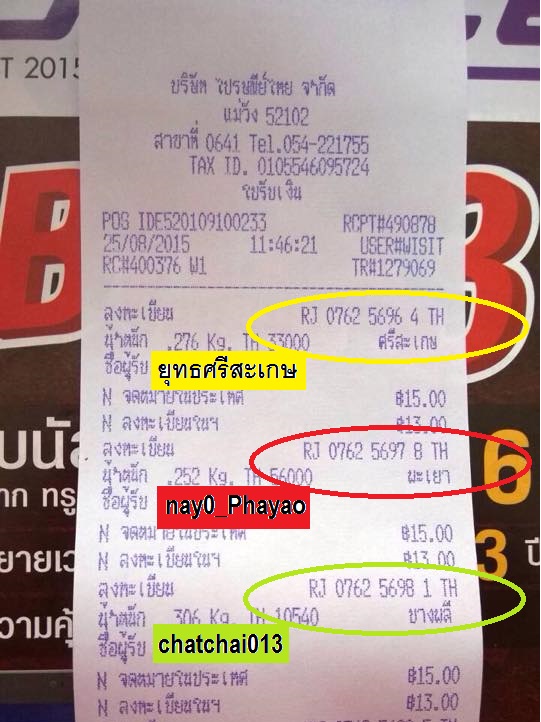 T 2015
บริษัท ไปรษณีย์ไทย จำกัด
แม่วัง 52102
สาขาที่ 0641 Tel.054-221755
TAX ID. 0105546095724
ใบรับเงิน
POS IDE520109100233 RCPT#490878
25/08/2015 11:46:21 USER#WISIT
RC#400376 W1 TR#1279069
ลงทะเบียน RJ 0762 5696 4 TH
น้ำหนัก .276 Kg. TH 33000 ศรีสะเกษ
ชื่อผู้รับ ยุทธศรีสะเกษ
N จดหมายในประเทศ ฿15.00
N ลงทะเบียนในฯ ฿13.00
ลงทะเบียน RJ 0762 5697 8 TH
น้ำหนัก .252 Kg. TH 56000 พะเยา
ชื่อผู้รับ nay0_Phayao
N จดหมายในประเทศ ฿15.00
N ลงทะเบียนในฯ ฿13.00
ลงทะเบียน RJ 0762 5698 1 TH
น้ำหนัก .306 Kg. TH 10540 บางพลี
ชื่อผู้รับ chatchai013
N จดหมายในประเทศ ฿15.00
N ลงทะเบียนในฯ ฿13.00
6
3 ปี